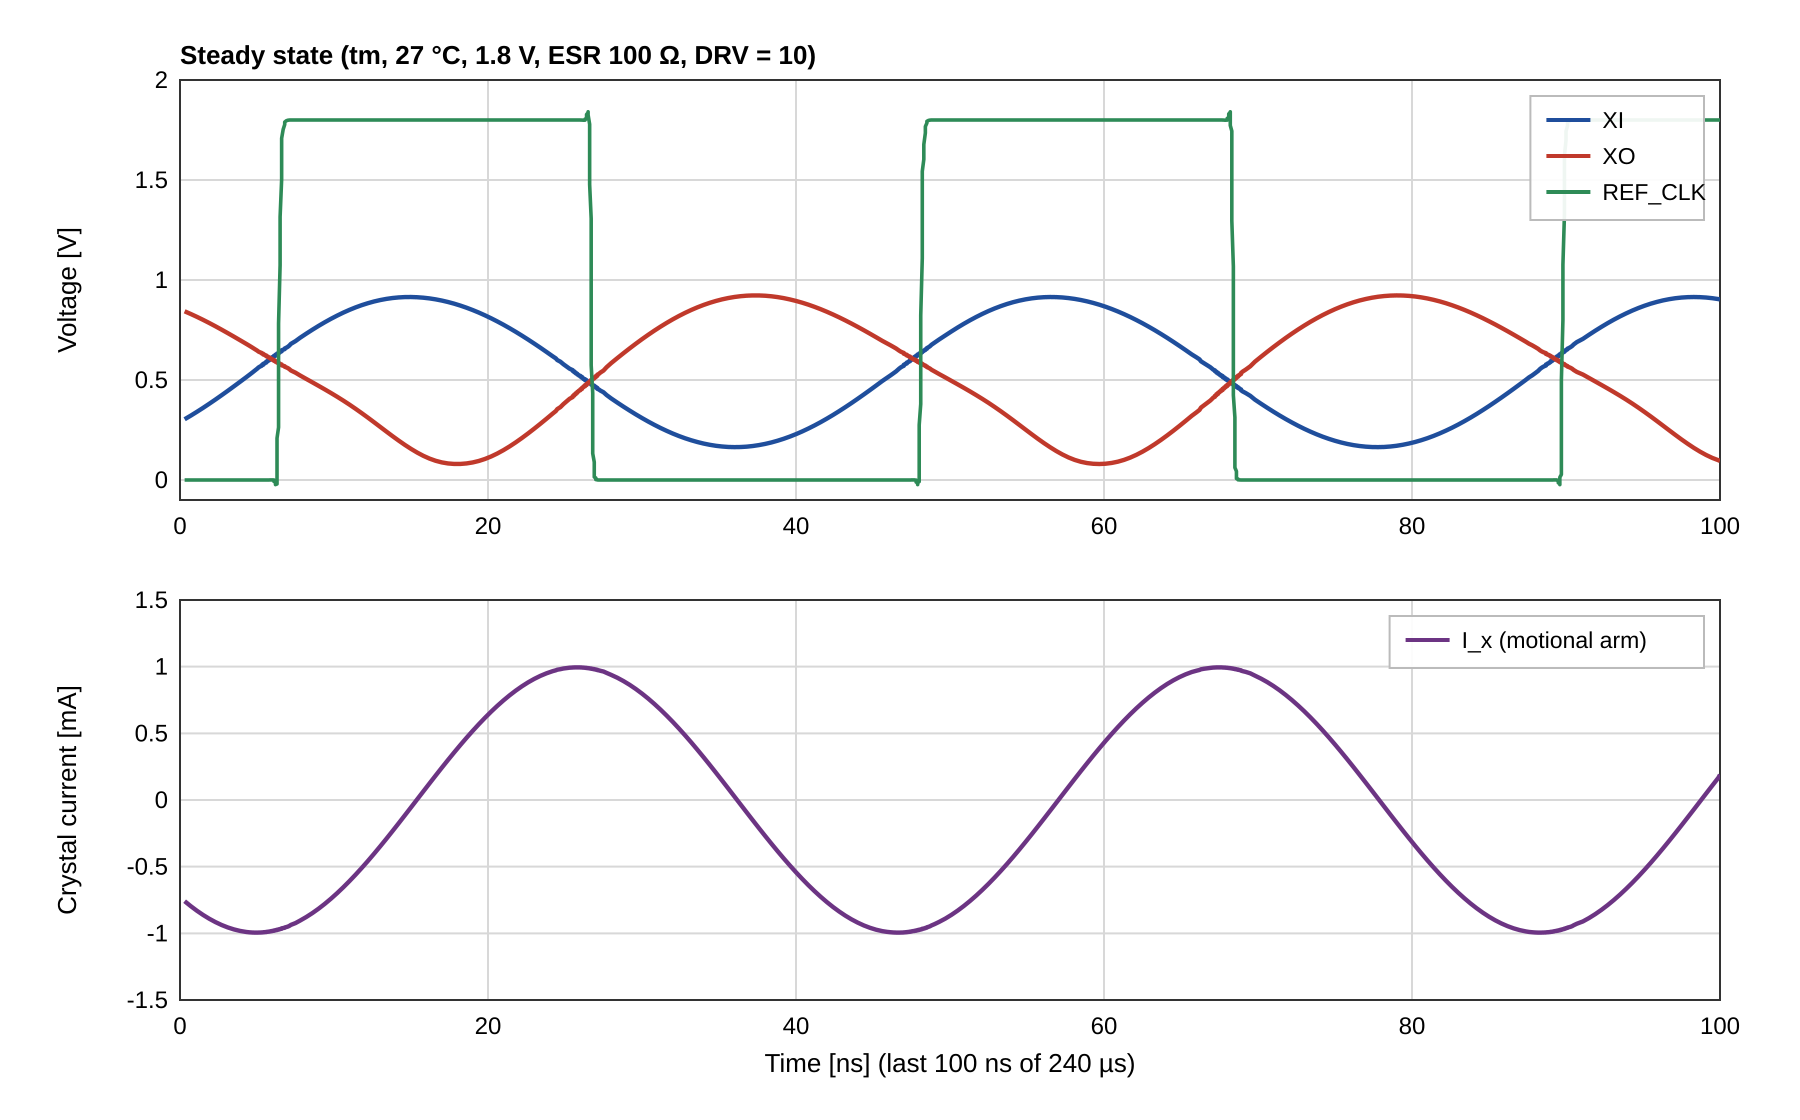 Steady state (tm, 27 °C, 1.8 V, ESR 100 Ω, DRV = 10)
Voltage [V]
2
1.5
1
0.5
0
XI
XO
REF_CLK
0 20 40 60 80 100
Crystal current [mA]
1.5
1
0.5
0
-0.5
-1
-1.5
I_x (motional arm)
0 20 40 60 80 100
Time [ns] (last 100 ns of 240 µs)